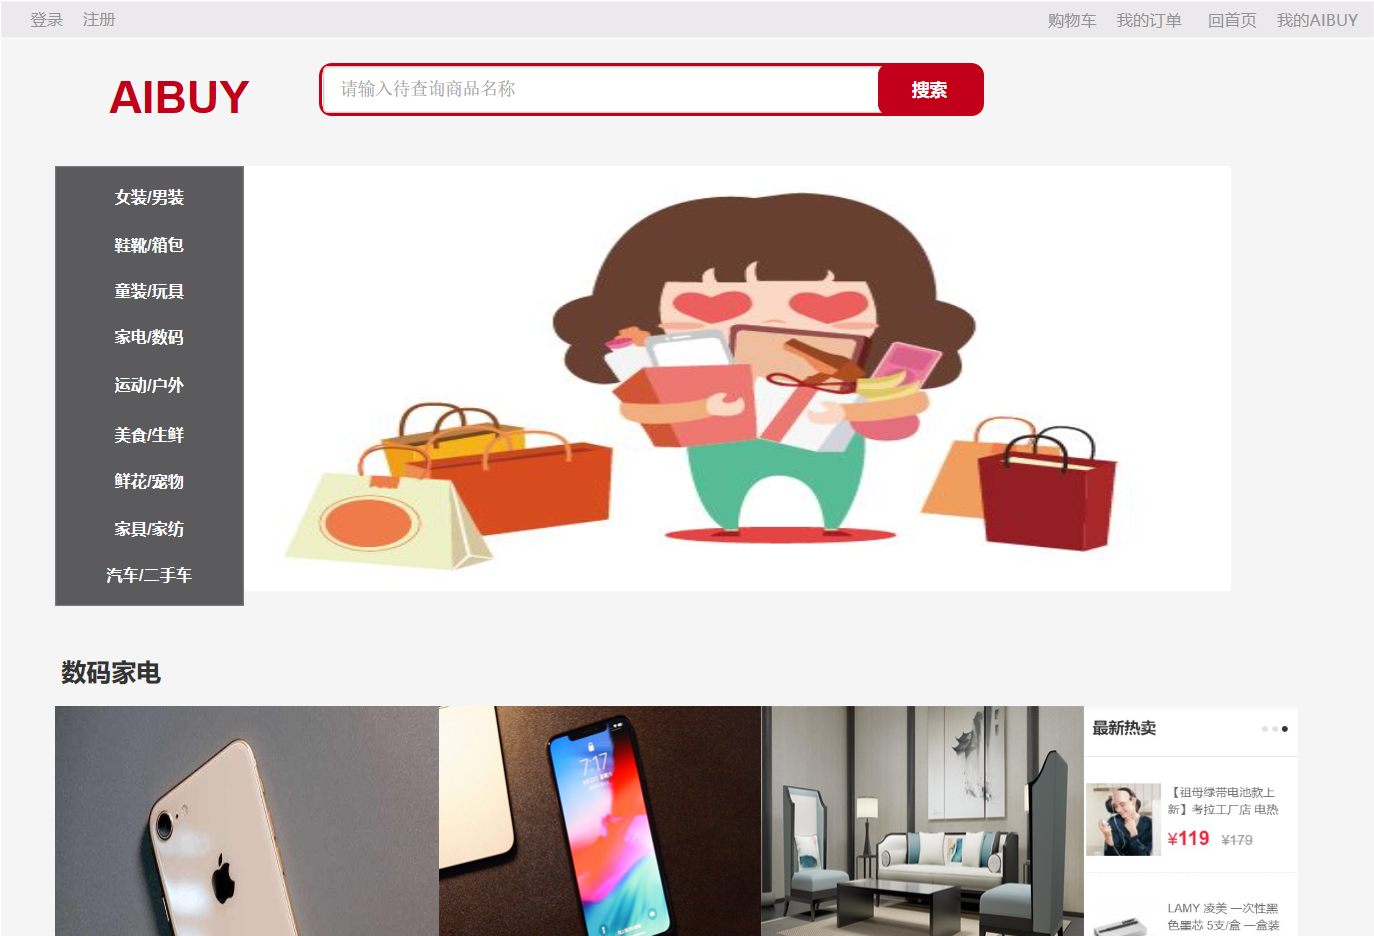 登录 注册 购物车 我的订单 回首页 我的AIBUY
AIBUY
请输入待查询商品名称
搜索
女装/男装
鞋靴/箱包
童装/玩具
家电/数码
运动/户外
美食/生鲜
鲜花/宠物
家具/家纺
汽车/二手车
数码家电
7:17
最新热卖
【祖母绿带电池款上
新】考拉工厂店 电热
¥119 ¥179
LAMY 凌美 一次性黑
色墨芯 5支/盒 一盒装